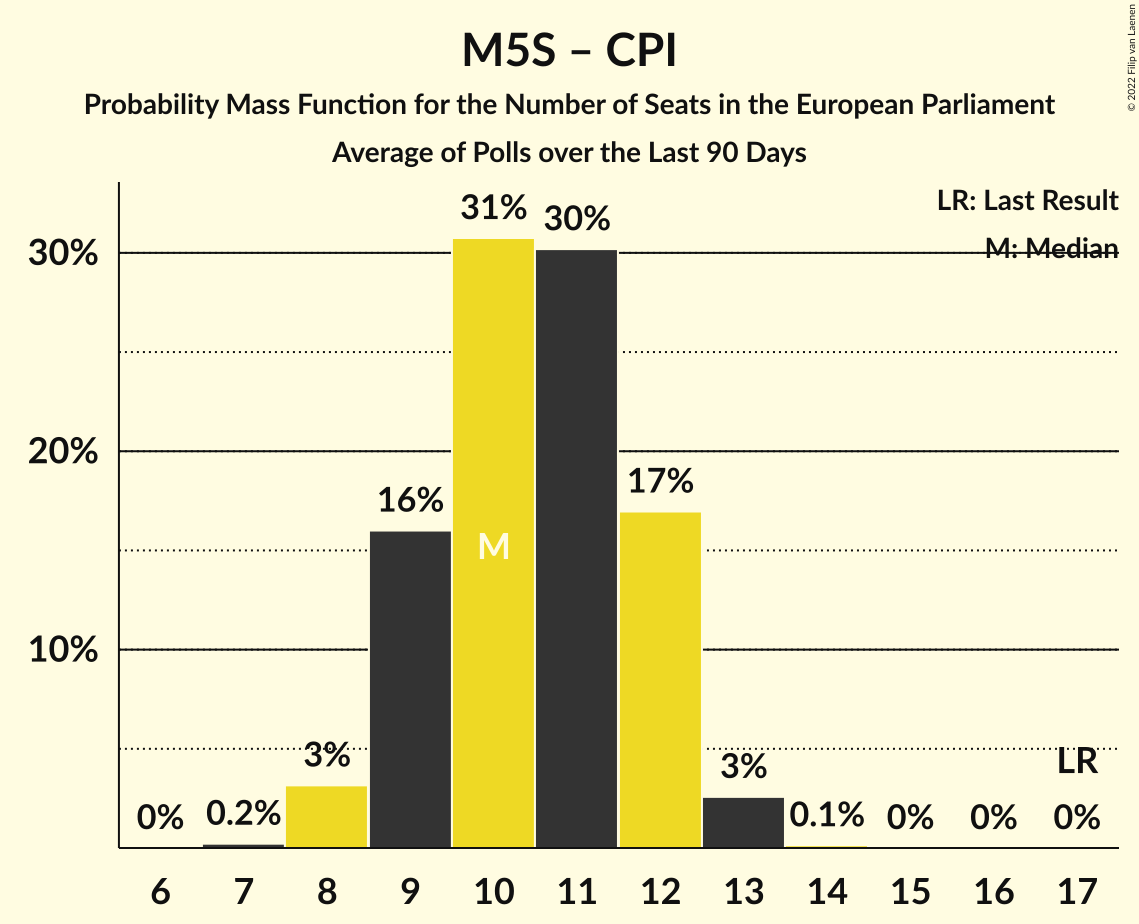 © 2022 Filip van Laenen
M5S – CPI
Probability Mass Function for the Number of Seats in the European Parliament
Average of Polls over the Last 90 Days
LR: Last Result
M: Median
30%
20%
10%
0%
0.2%
3%
16%
31%
30%
17%
3%
0.1%
0%
0%
0%
M
LR
6 7 8 9 10 11 12 13 14 15 16 17